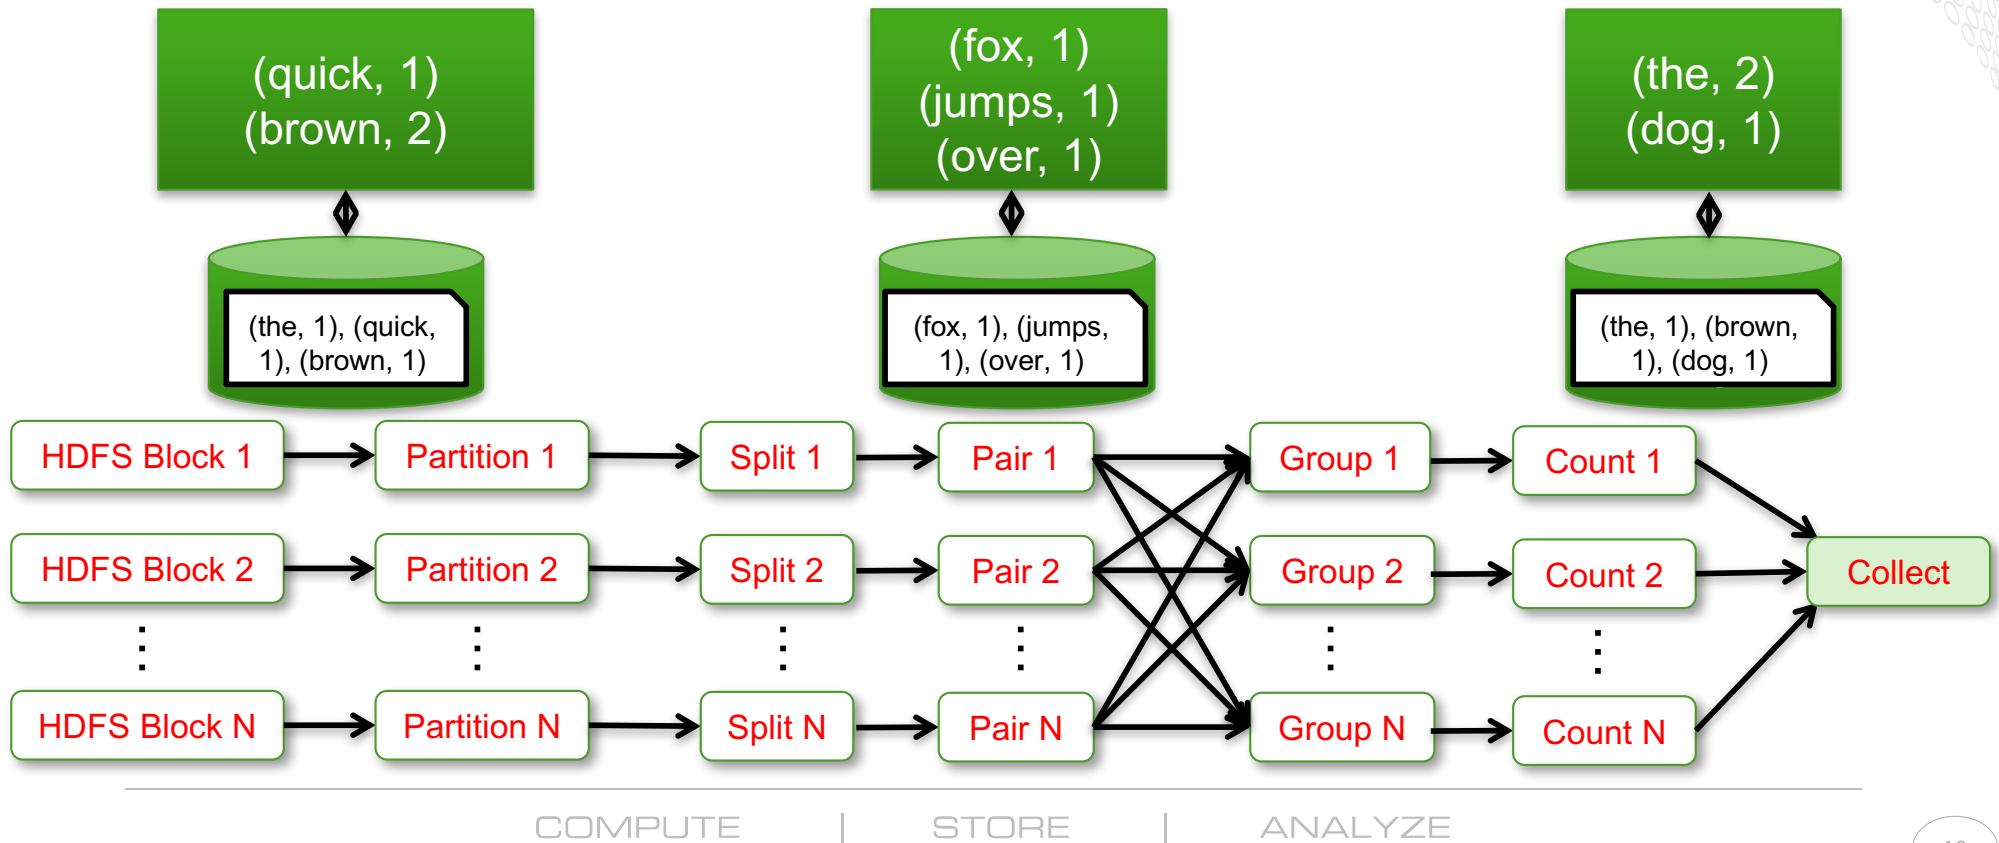 (quick, 1)
(brown, 2)
(fox, 1)
(jumps, 1)
(over, 1)
(the, 2)
(dog, 1)
(the, 1), (quick,
1), (brown, 1)
(fox, 1), (jumps,
1), (over, 1)
(the, 1), (brown,
1), (dog, 1)
HDFS Block 1
Partition 1
Split 1
Pair 1
Group 1
Count 1
HDFS Block 2
Partition 2
Split 2
Pair 2
Group 2
Count 2
Collect
HDFS Block N
Partition N
Split N
Pair N
Group N
Count N
COMPUTE | STORE | ANALYZE